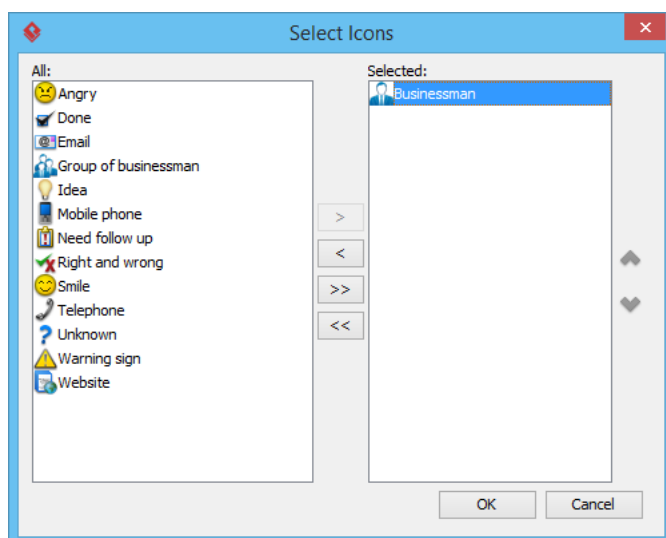 Select Icons
All:
Angry
Done
Email
Group of businessman
Idea
Mobile phone
Need follow up
Right and wrong
Smile
Telephone
Unknown
Warning sign
Website
>
<
>>
<<
Selected:
Businessman
OK
Cancel